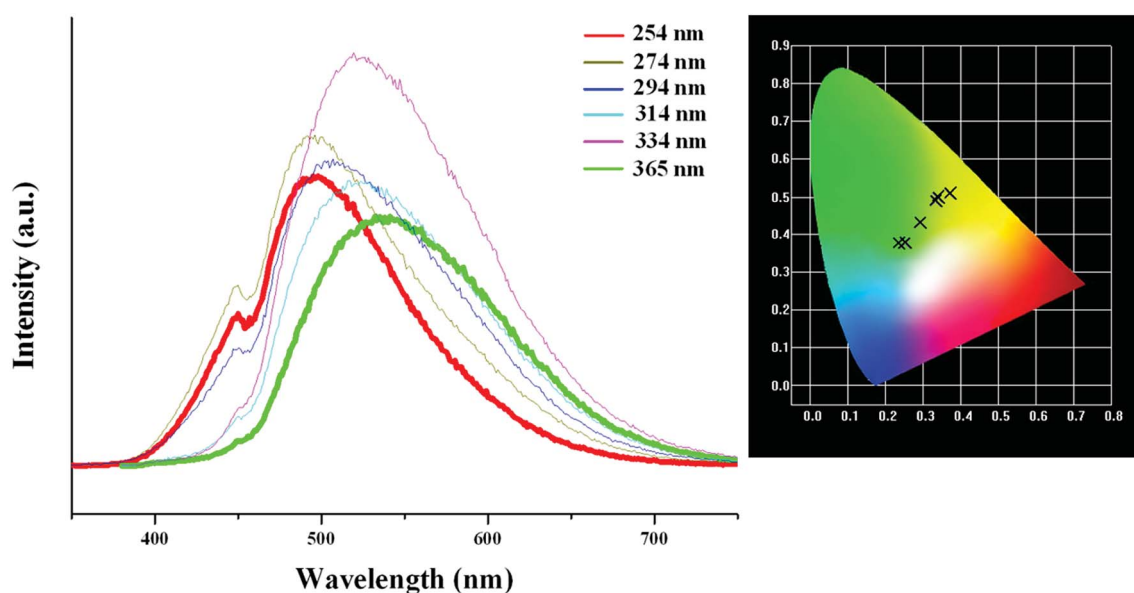 Intensity (a.u.)
254 nm
274 nm
294 nm
314 nm
334 nm
365 nm
400 500 600 700
Wavelength (nm)
0.9
0.8
0.7
0.6
0.5
0.4
0.3
0.2
0.1
0.0
0.0 0.1 0.2 0.3 0.4 0.5 0.6 0.7 0.8